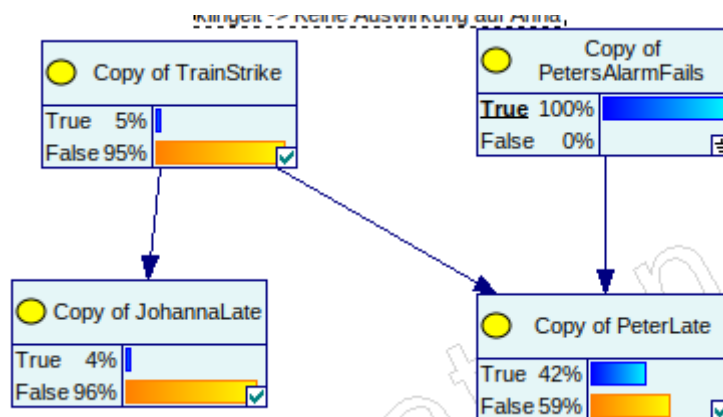 klingelt -> Keine Auswirkung auf Anna
Copy of TrainStrike
True 5%
False 95%
Copy of
PetersAlarmFails
True 100%
False 0%
Copy of JohannaLate
True 4%
False 96%
Copy of PeterLate
True 42%
False 59%